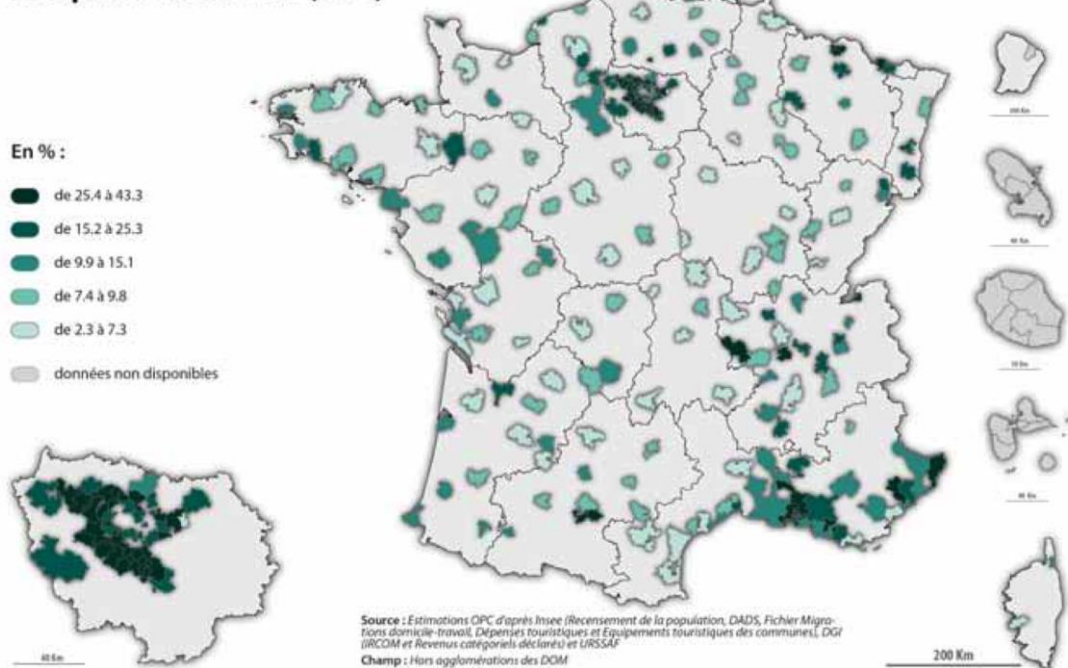 En % :
de 25.4 à 43.3
de 15.2 à 25.3
de 9.9 à 15.1
de 7.4 à 9.8
de 2.3 à 7.3
données non disponibles
Source : Estimations OPC d'après Insee (Recensement de la population, DADS, Fichier Migra-
tions domicile-travail, Dépenses touristiques et Equipements touristiques des communes), DGI
(IRCOM et Revenus catégoriels déclarés) et URSSAF
Champ : Hors agglomérations des DOM
200 Km